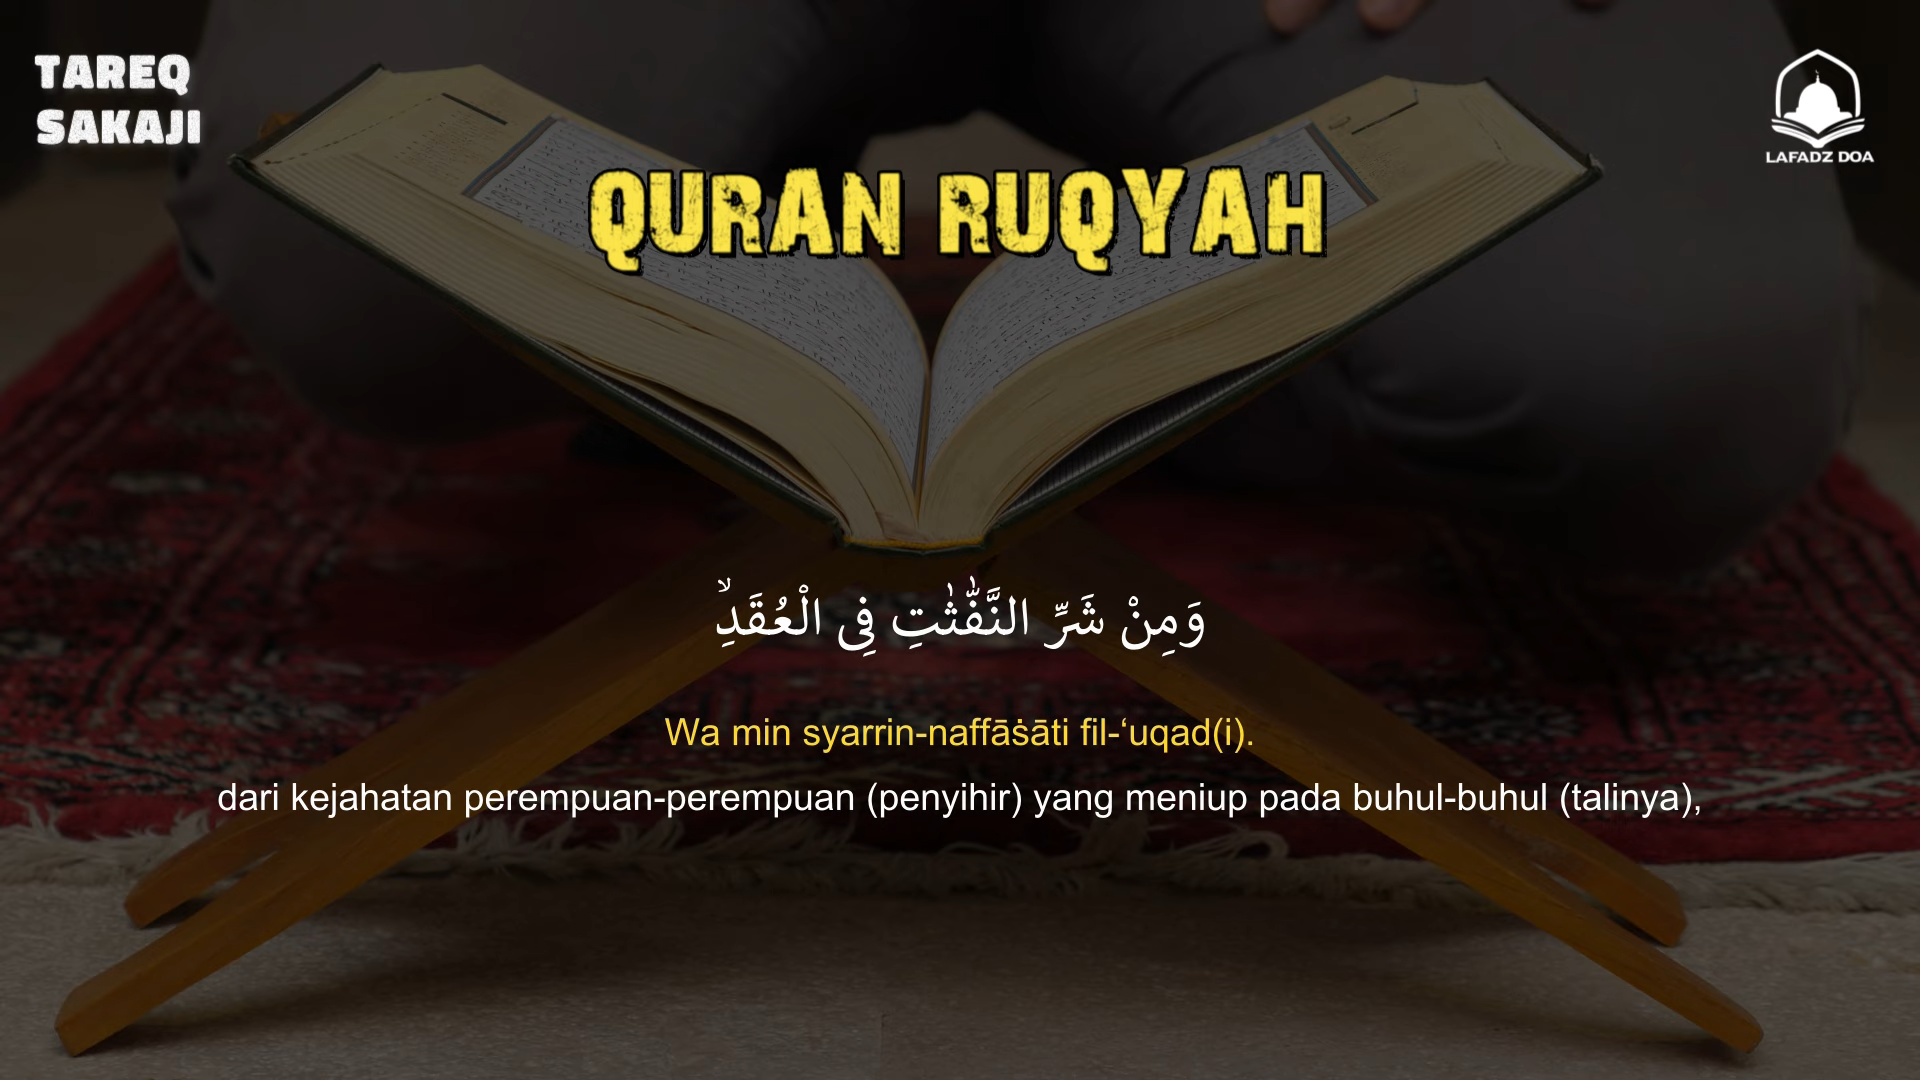 TAREQ
SAKAJI
LAFADZ DOA
QURAN RUQYAH
وَمِنْ شَرِّ النَّفّٰثٰتِ فِى الْعُقَدِۙ
Wa min syarrin-naffāṡāti fil-‘uqad(i).
dari kejahatan perempuan-perempuan (penyihir) yang meniup pada buhul-buhul (talinya),